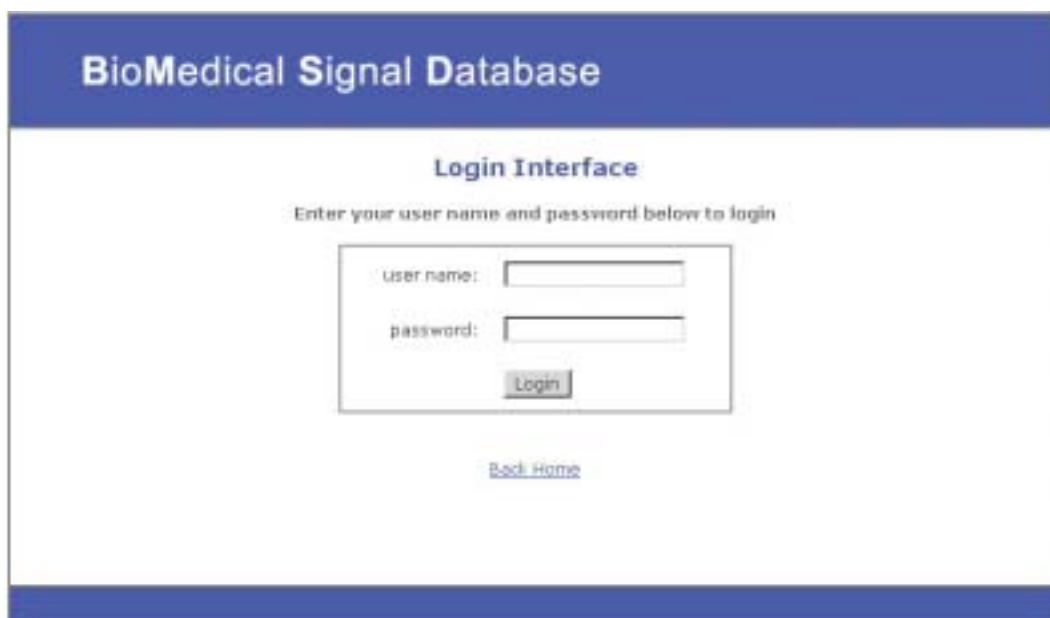 BioMedical Signal Database
Login Interface
Enter your user name and password below to login
user name:
password:
Login
Back Home